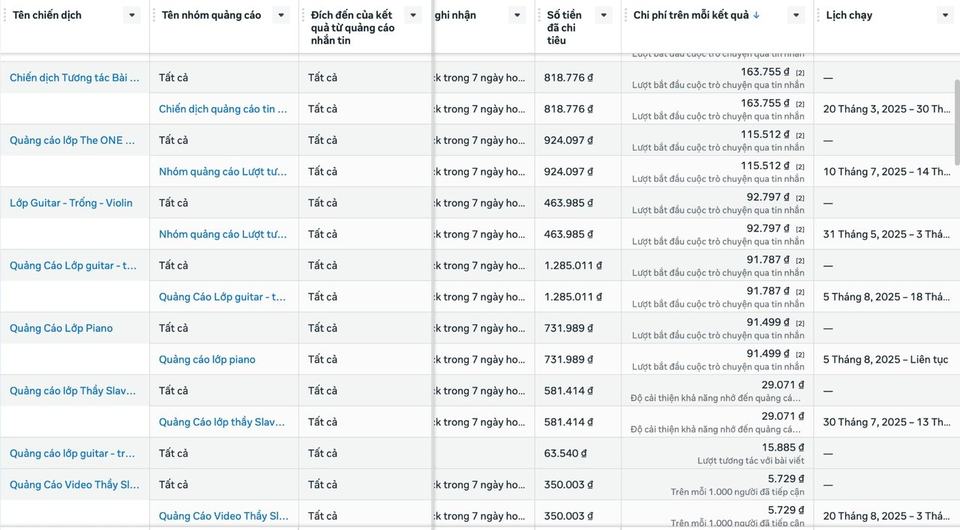 Tên chiến dịch Tên nhóm quảng cáo Đích đến của kết quả từ quảng cáo nhắn tin ghi nhận Số tiền đã chi tiêu Chi phí trên mỗi kết quả ↓ Lịch chạy
Lượt bắt đầu cuộc trò chuyện qua tin nhắn
Chiến dịch Tương tác Bài ... Tất cả Tất cả :k trong 7 ngày ho... 818.776 ₫ 163.755 ₫ [2] —
Lượt bắt đầu cuộc trò chuyện qua tin nhắn
Chiến dịch quảng cáo tin ... Tất cả :k trong 7 ngày ho... 818.776 ₫ 163.755 ₫ [2] 20 Tháng 3, 2025 – 30 Th...
Lượt bắt đầu cuộc trò chuyện qua tin nhắn
Quảng cáo lớp The ONE ... Tất cả Tất cả :k trong 7 ngày ho... 924.097 ₫ 115.512 ₫ [2] —
Lượt bắt đầu cuộc trò chuyện qua tin nhắn
Nhóm quảng cáo Lượt tư... Tất cả :k trong 7 ngày ho... 924.097 ₫ 115.512 ₫ [2] 10 Tháng 7, 2025 – 14 Th...
Lượt bắt đầu cuộc trò chuyện qua tin nhắn
Lớp Guitar - Trống - Violin Tất cả Tất cả :k trong 7 ngày ho... 463.985 ₫ 92.797 ₫ [2] —
Lượt bắt đầu cuộc trò chuyện qua tin nhắn
Nhóm quảng cáo Lượt tư... Tất cả :k trong 7 ngày ho... 463.985 ₫ 92.797 ₫ [2] 31 Tháng 5, 2025 – 3 Thá...
Lượt bắt đầu cuộc trò chuyện qua tin nhắn
Quảng Cáo Lớp guitar - t... Tất cả Tất cả :k trong 7 ngày ho... 1.285.011 ₫ 91.787 ₫ [2] —
Lượt bắt đầu cuộc trò chuyện qua tin nhắn
Quảng Cáo Lớp guitar - t... Tất cả :k trong 7 ngày ho... 1.285.011 ₫ 91.787 ₫ [2] 5 Tháng 8, 2025 – 18 Thá...
Lượt bắt đầu cuộc trò chuyện qua tin nhắn
Quảng Cáo Lớp Piano Tất cả Tất cả :k trong 7 ngày ho... 731.989 ₫ 91.499 ₫ [2] —
Lượt bắt đầu cuộc trò chuyện qua tin nhắn
Quảng cáo lớp piano Tất cả :k trong 7 ngày ho... 731.989 ₫ 91.499 ₫ [2] 5 Tháng 8, 2025 – Liên tục
Lượt bắt đầu cuộc trò chuyện qua tin nhắn
Quảng cáo lớp Thầy Slav... Tất cả Tất cả :k trong 7 ngày ho... 581.414 ₫ 29.071 ₫ —
Độ cải thiện khả năng nhớ đến quảng cá...
Quảng Cáo lớp thầy Slav... Tất cả :k trong 7 ngày ho... 581.414 ₫ 29.071 ₫ 30 Tháng 7, 2025 – 13 Th...
Độ cải thiện khả năng nhớ đến quảng cá...
Quảng cáo lớp guitar - tr... Tất cả Tất cả 63.540 ₫ 15.885 ₫ —
Lượt tương tác với bài viết
Quảng Cáo Video Thầy Sl... Tất cả Tất cả :k trong 7 ngày ho... 350.003 ₫ 5.729 ₫ —
Trên mỗi 1.000 người đã tiếp cận
Quảng Cáo Video Thầy Sl... Tất cả :k trong 7 ngày ho... 350.003 ₫ 5.729 ₫ 20 Tháng 8, 2025 – 3 Thá...
Trên mỗi 1.000 người đã tiếp cận